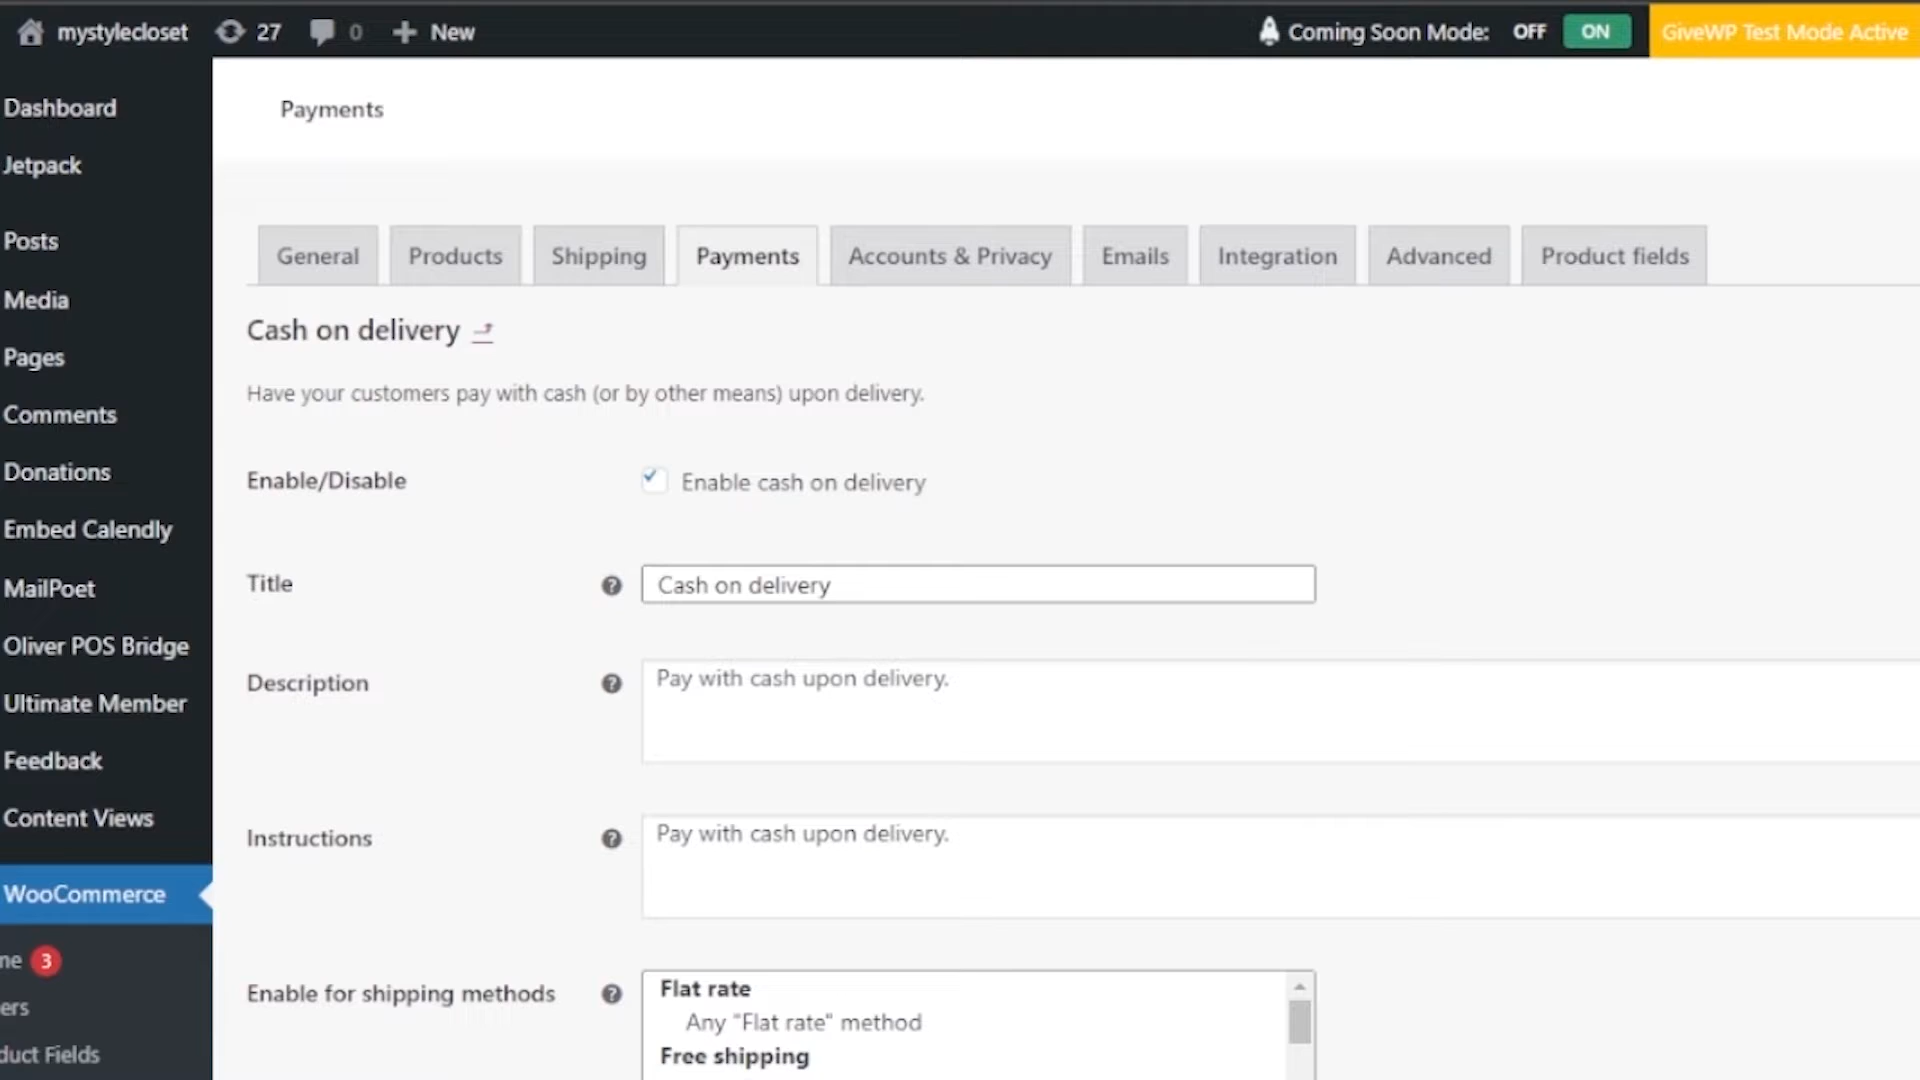 mystylecloset 27 0 New Coming Soon Mode: OFF ON GiveWP Test Mode Active
Dashboard
Jetpack
Posts
Media
Pages
Comments
Donations
Embed Calendly
MailPoet
Oliver POS Bridge
Ultimate Member
Feedback
Content Views
WooCommerce
me 3
ers
duct Fields
Payments
General Products Shipping Payments Accounts & Privacy Emails Integration Advanced Product fields
Cash on delivery
Have your customers pay with cash (or by other means) upon delivery.
Enable/Disable Enable cash on delivery
Title Cash on delivery
Description Pay with cash upon delivery.
Instructions Pay with cash upon delivery.
Enable for shipping methods Flat rate
Any "Flat rate" method
Free shipping